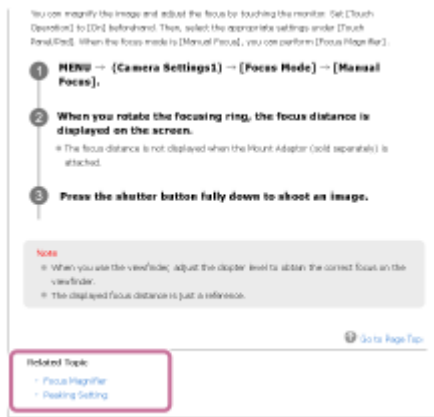 You can magnify the image and adjust the focus by touching the monitor. Set [Touch
Operation] to [On] beforehand. Then, select the appropriate settings under [Touch
Panel/Pad]. When the focus mode is [Manual Focus], you can perform [Focus Magnifier].
1 MENU → (Camera Settings1) → [Focus Mode] → [Manual
Focus].
2 When you rotate the focusing ring, the focus distance is
displayed on the screen.
The focus distance is not displayed when the Mount Adaptor (sold separately) is
attached.
3 Press the shutter button fully down to shoot an image.
Note
When you use the viewfinder, adjust the diopter level to obtain the correct focus on the
viewfinder.
The displayed focus distance is just a reference.
Go to Page Top
Related Topic
Focus Magnifier
Peaking Setting